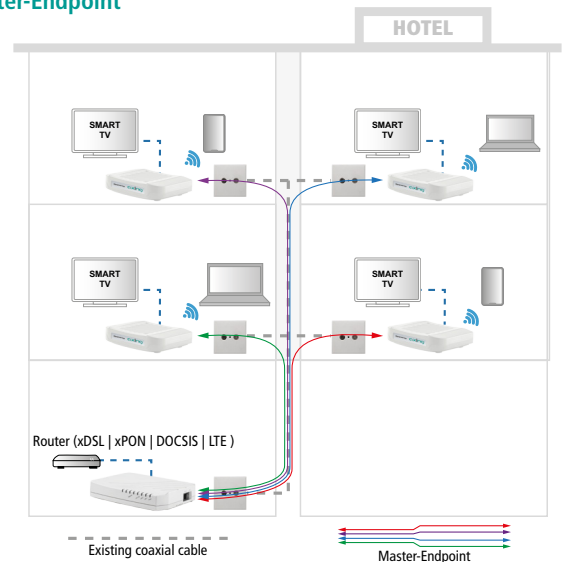 ter-Endpoint
HOTEL
SMART
TV
SMART
TV
SMART
TV
SMART
TV
Router (xDSL | xPON | DOCSIS | LTE )
Existing coaxial cable
Master-Endpoint